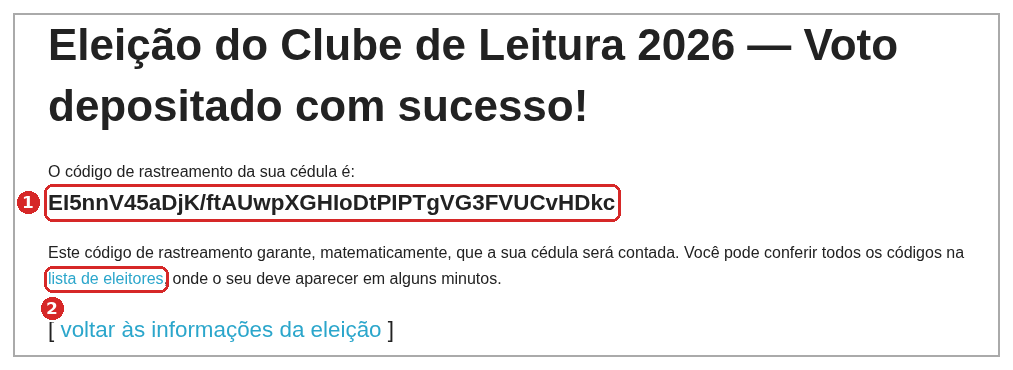 Eleição do Clube de Leitura 2026 — Voto
depositado com sucesso!
O código de rastreamento da sua cédula é:
1 EI5nnV45aDjK/ftAUwpXGHIoDtPIPTgVG3FVUCvHDkc
Este código de rastreamento garante, matematicamente, que a sua cédula será contada. Você pode conferir todos os códigos na
lista de eleitores, onde o seu deve aparecer em alguns minutos.
2
[ voltar às informações da eleição ]